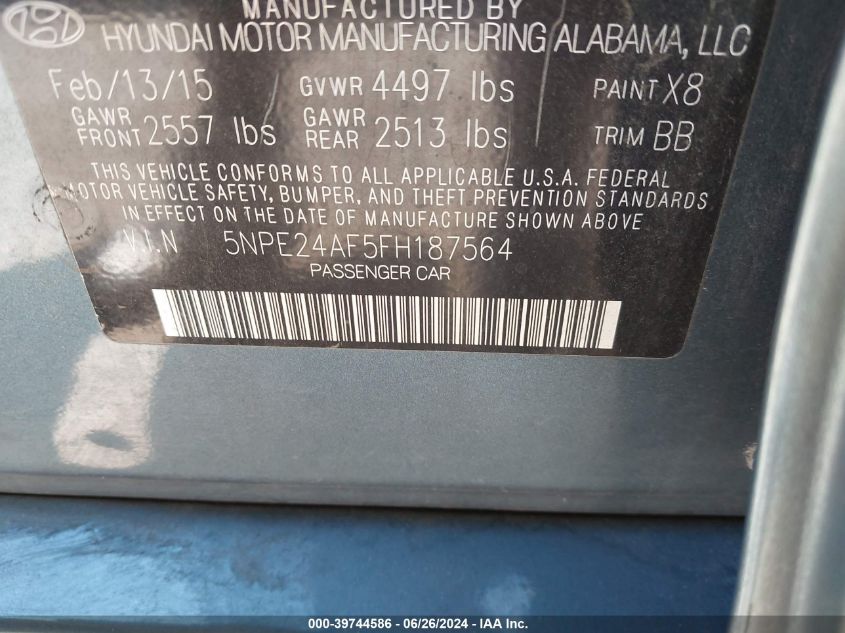 MANUFACTURED BY
HYUNDAI MOTOR MANUFACTURING ALABAMA, LLC
Feb/13/15 GVWR 4497 lbs PAINT X8
GAWR FRONT 2557 lbs GAWR REAR 2513 lbs TRIM BB
THIS VEHICLE CONFORMS TO ALL APPLICABLE U.S.A. FEDERAL
MOTOR VEHICLE SAFETY, BUMPER, AND THEFT PREVENTION STANDARDS
IN EFFECT ON THE DATE OF MANUFACTURE SHOWN ABOVE
V.I.N 5NPE24AF5FH187564
PASSENGER CAR
000-39744586 - 06/26/2024 - IAA Inc.